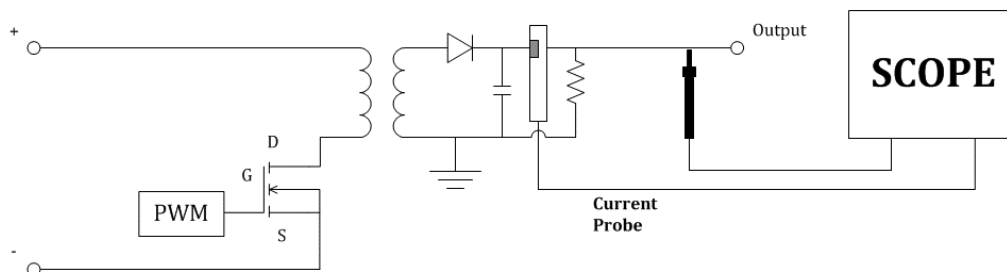 +
Output
SCOPE
D
G
PWM
S
Current
Probe
-